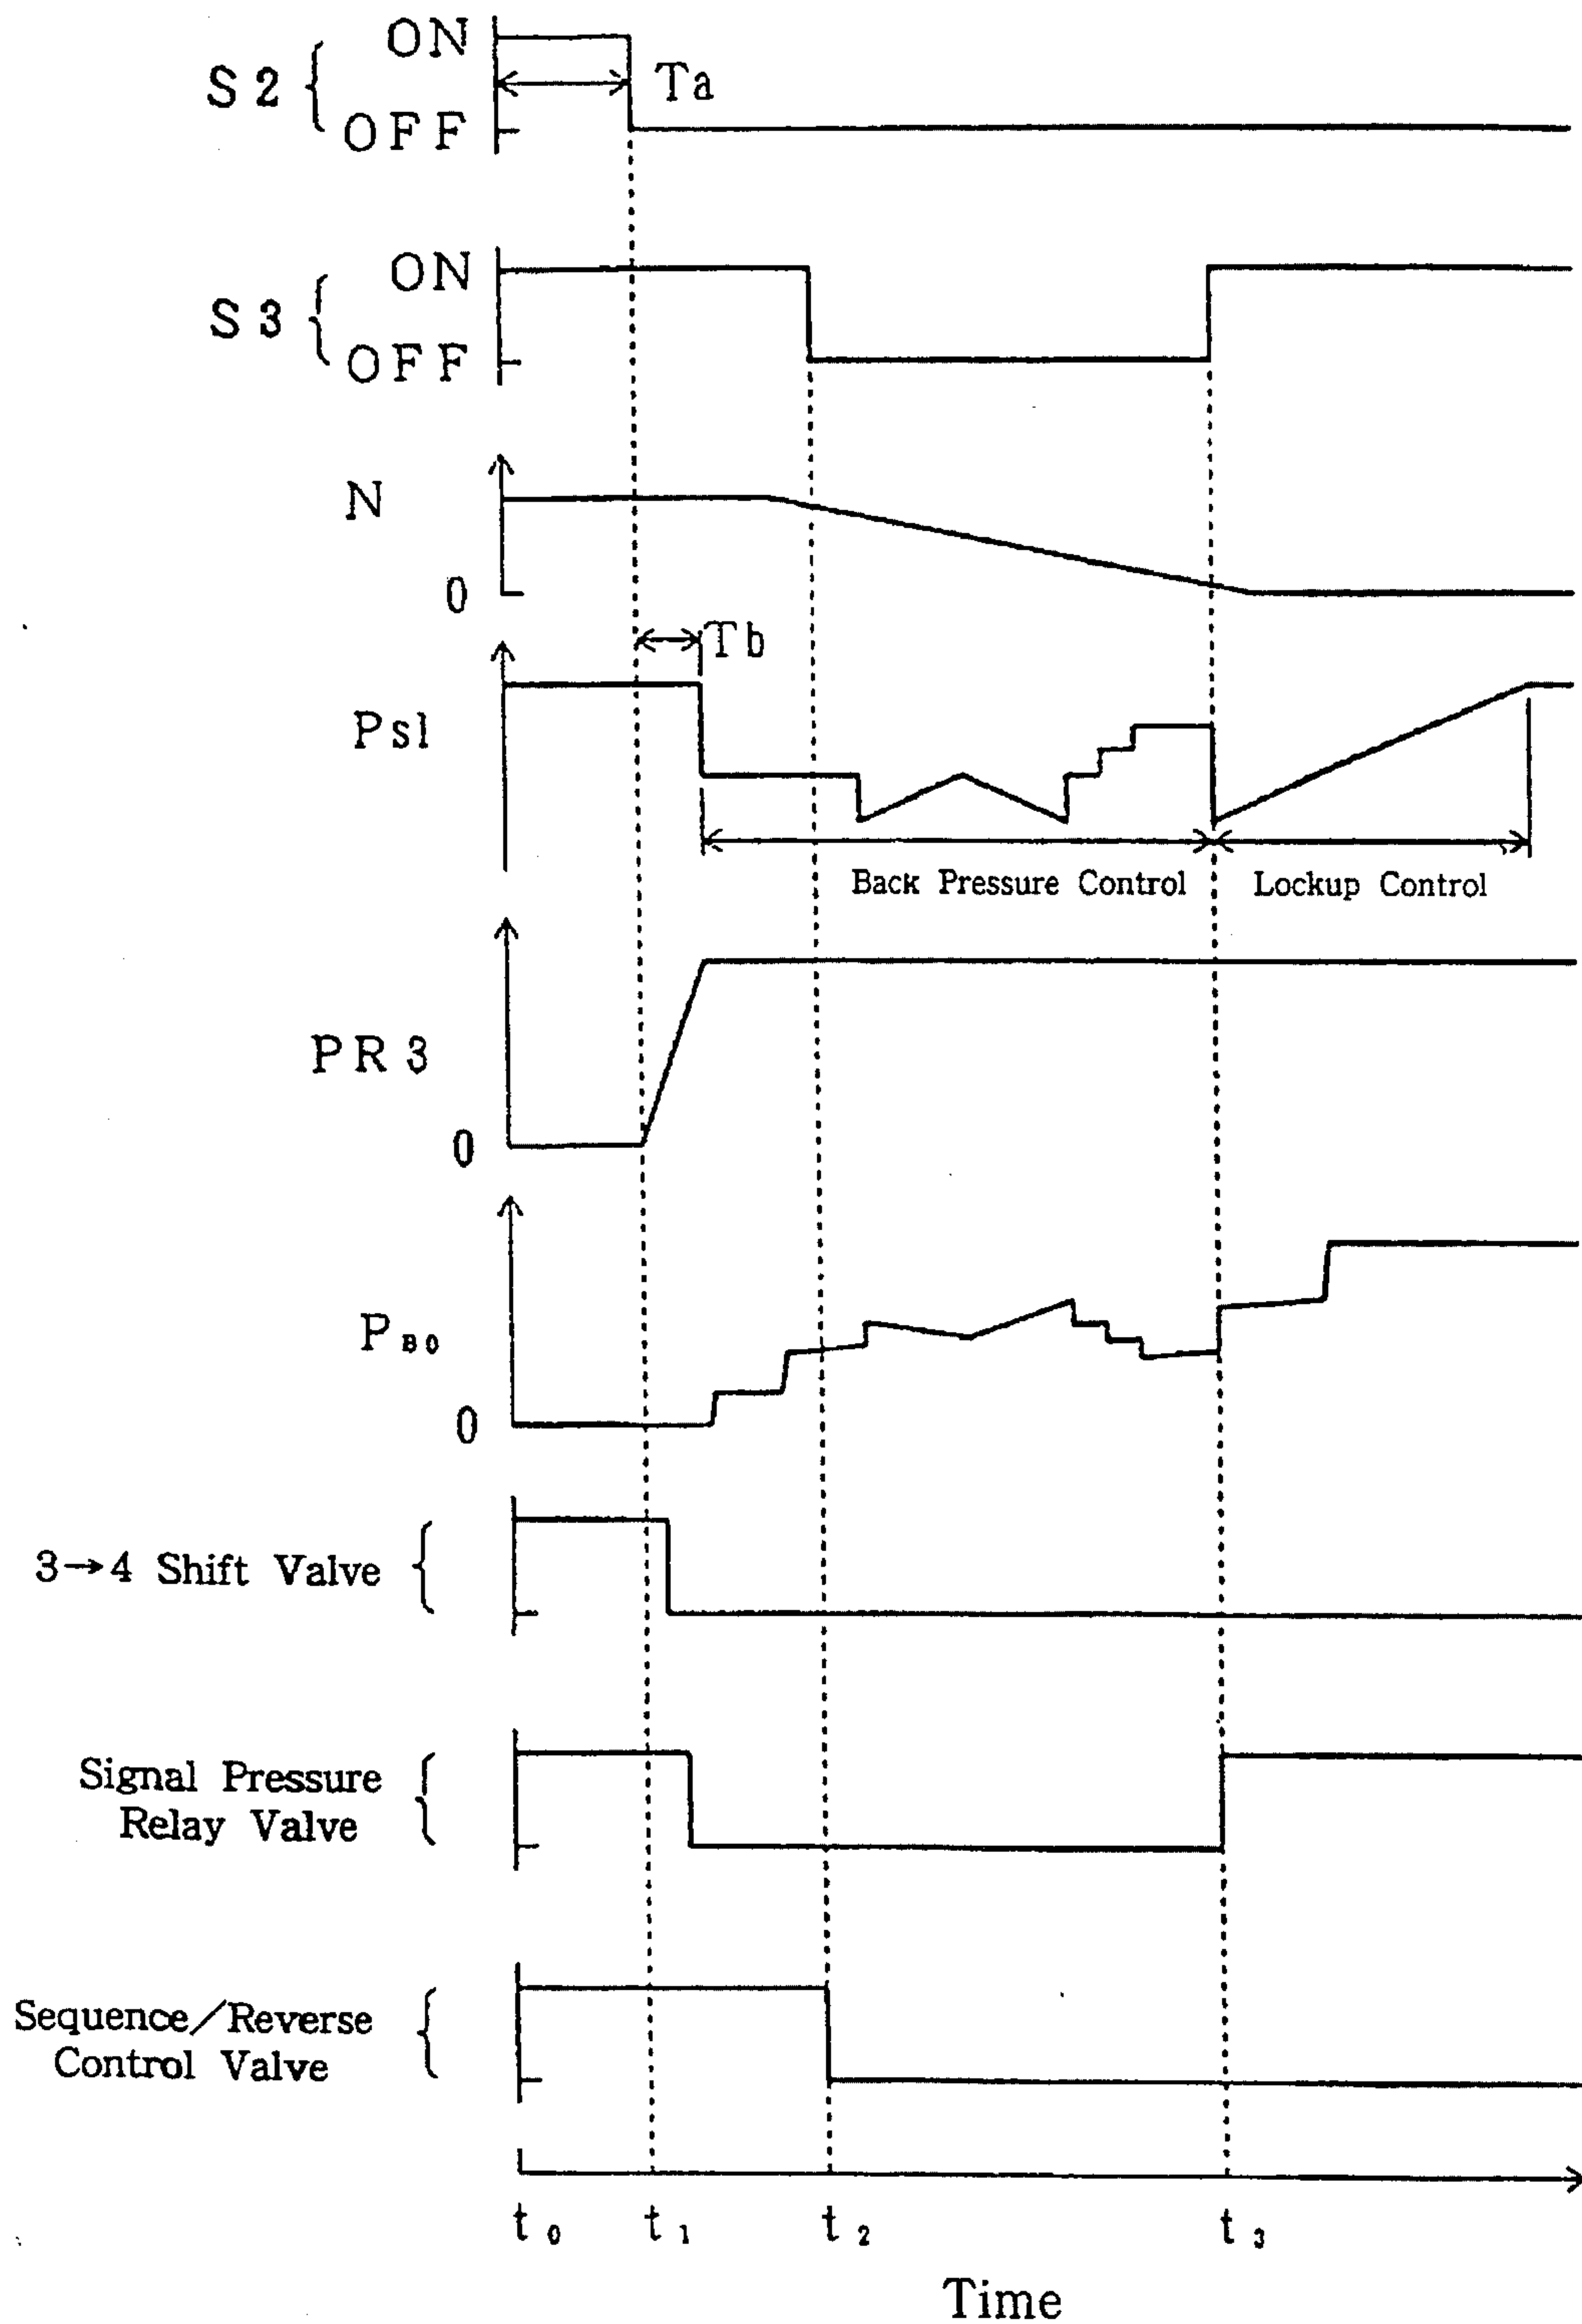 ON
S2
Ta
OFF
ON
S3
OFF
N
0
Tb
Psl
Back Pressure Control
Lockup Control
PR3
0
PB0
0
3→4 Shift Valve
Signal Pressure
Relay Valve
Sequence/Reverse
Control Valve
t0 t1 t2 t3
Time